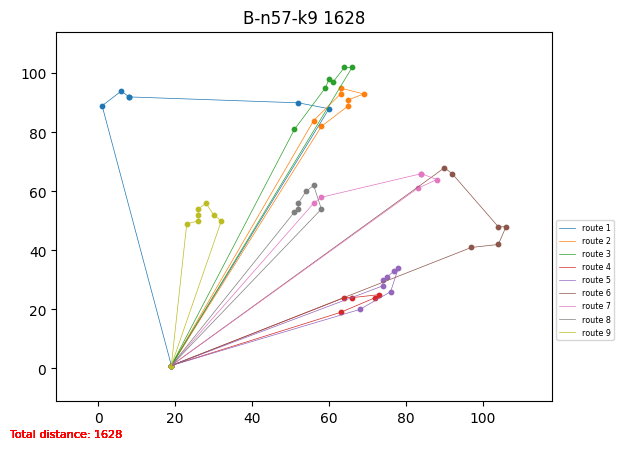 B-n57-k9 1628
100
80
60
40
20
0
0 20 40 60 80 100
route 1
route 2
route 3
route 4
route 5
route 6
route 7
route 8
route 9
Total distance: 1628